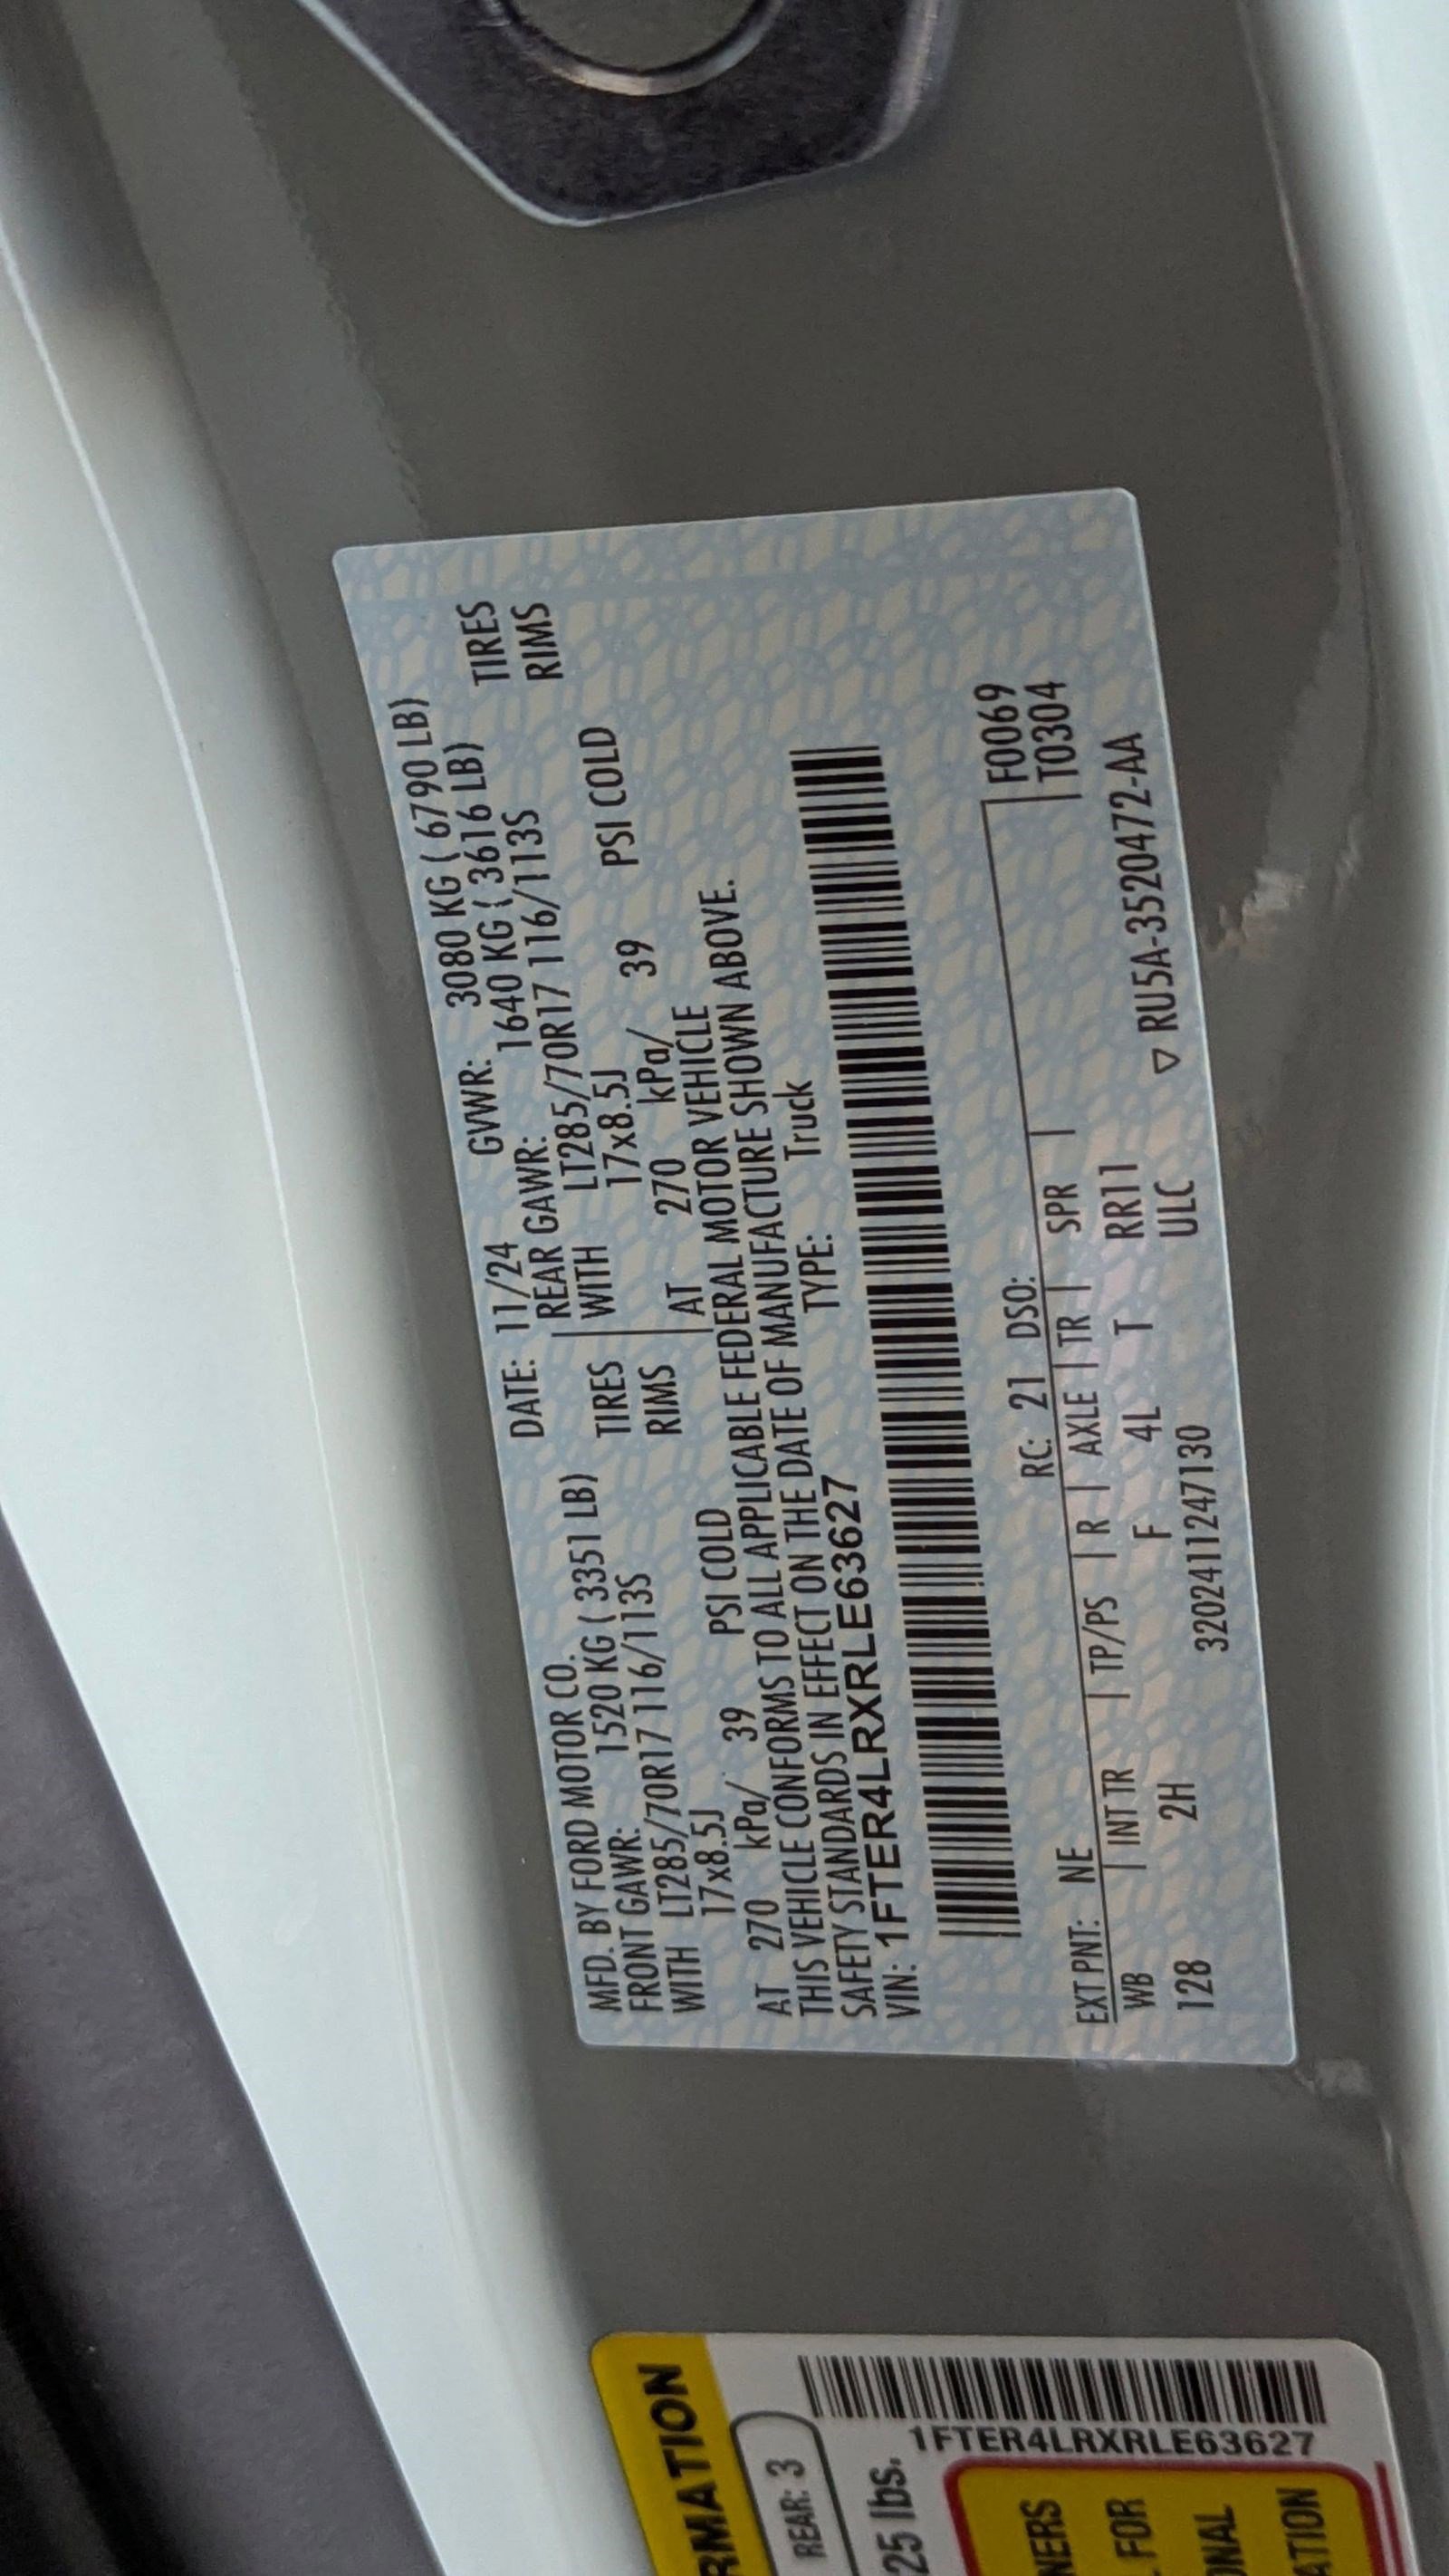 MFD. BY FORD MOTOR CO. DATE: 11/24 GVWR: 3080 KG ( 6790 LB)
FRONT GAWR: 1520 KG ( 3351 LB) REAR GAWR: 1640 KG ( 3616 LB)
WITH LT285/70R17 116/113S TIRES WITH LT285/70R17 116/113S TIRES
17x8.5J RIMS 17x8.5J RIMS
AT 270 kPa/ 39 PSI COLD AT 270 kPa/ 39 PSI COLD
THIS VEHICLE CONFORMS TO ALL APPLICABLE FEDERAL MOTOR VEHICLE
SAFETY STANDARDS IN EFFECT ON THE DATE OF MANUFACTURE SHOWN ABOVE.
VIN: 1FTER4LRXRLE63627 TYPE: Truck
EXT PNT: NE RC: 21 DSO: F0069
WB | INT TR | TP/PS | R | AXLE | TR | SPR | T0304
128 2H F 4L T RR11
3202411247130 ULC ▽ RU5A-3520472-AA
RMATION
REAR: 3
25 lbs.
1FTER4LRXRLE63627
NERS
FOR
ONAL
ATION